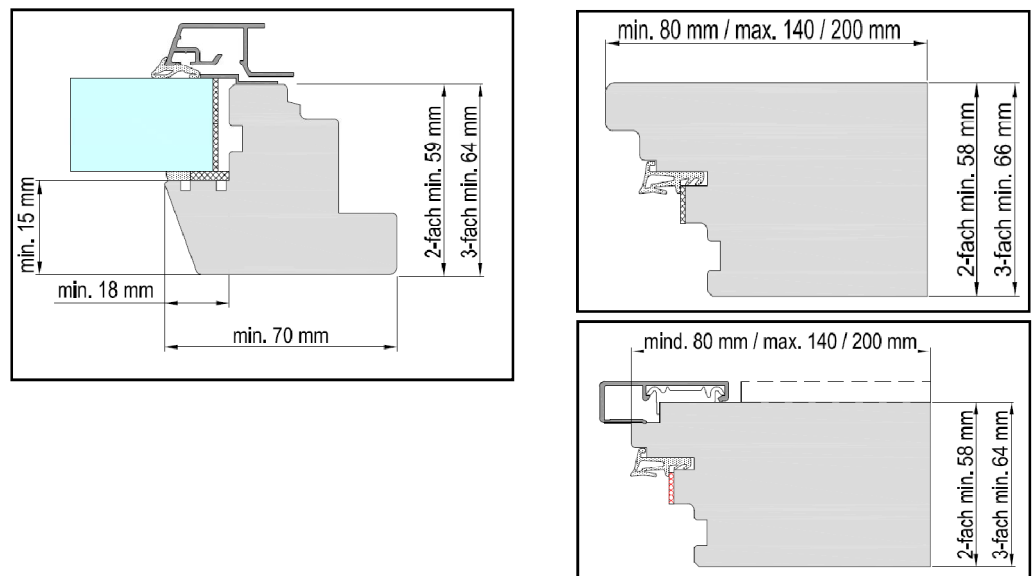 2-fach min. 59 mm
3-fach min. 64 mm
min. 15 mm
min. 18 mm
min. 70 mm
min. 80 mm / max. 140 / 200 mm
2-fach min. 58 mm
3-fach min. 66 mm
mind. 80 mm / max. 140 / 200 mm
2-fach min. 58 mm
3-fach min. 64 mm